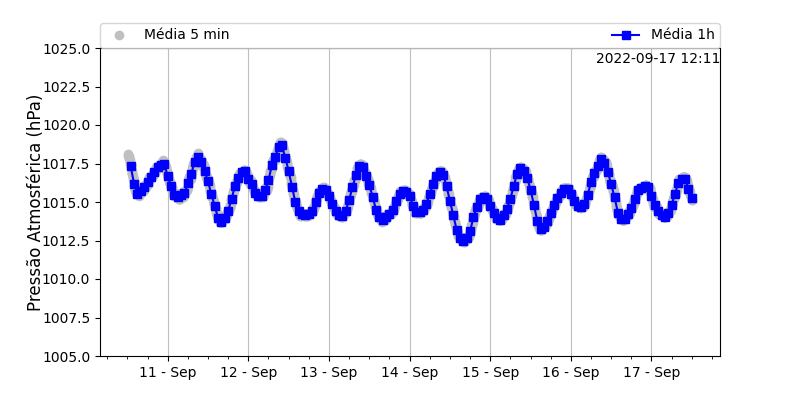 Média 5 min
Média 1h
2022-09-17 12:11
Pressão Atmosférica (hPa)
1025.0
1022.5
1020.0
1017.5
1015.0
1012.5
1010.0
1007.5
1005.0
11 - Sep
12 - Sep
13 - Sep
14 - Sep
15 - Sep
16 - Sep
17 - Sep